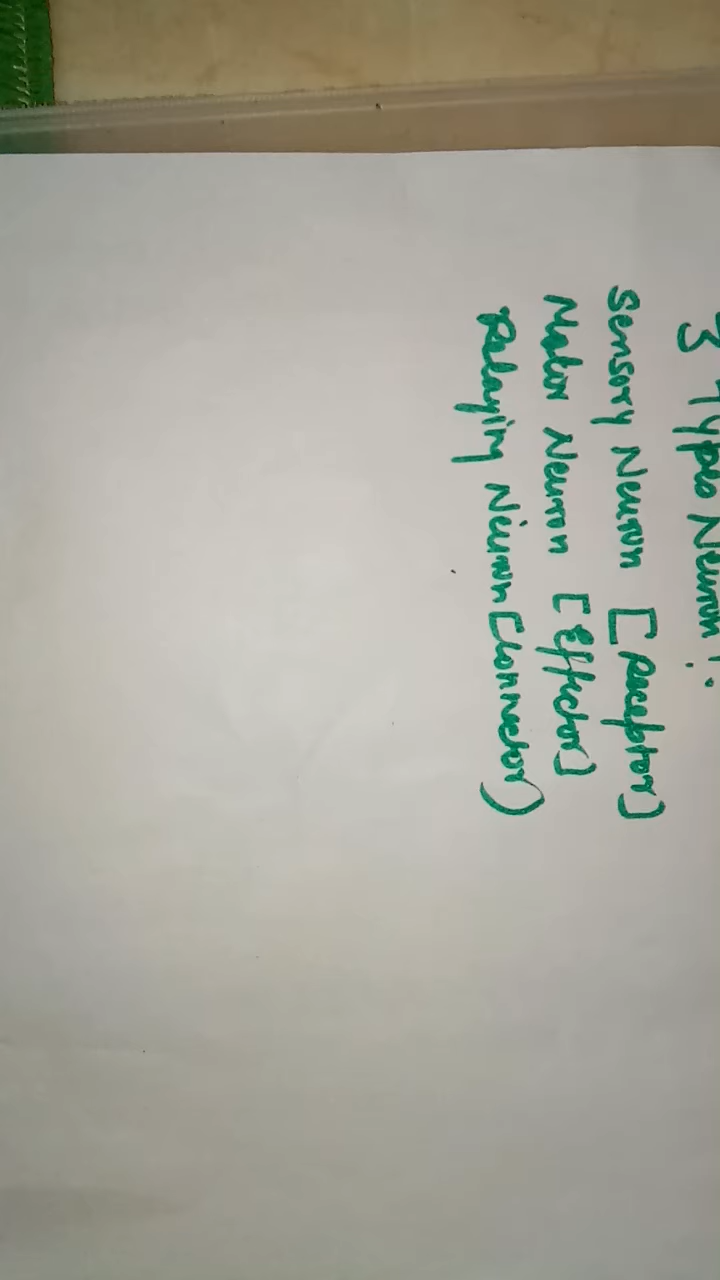 3 Types Neuron :
Sensory Neuron [Receptor]
Motor Neuron [Effector]
Relaying Neuron [Connector)